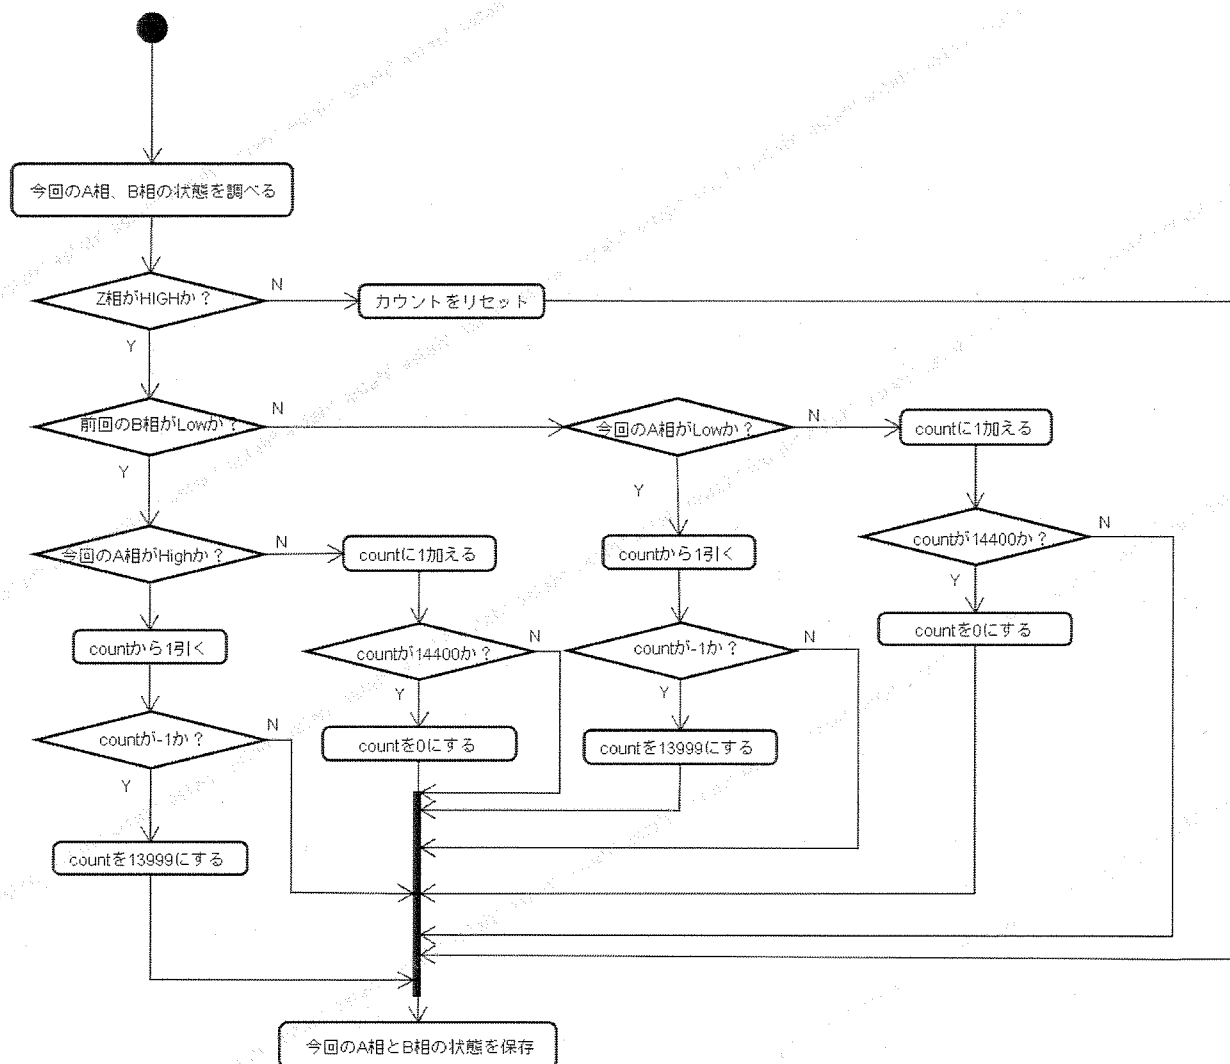 今回のA相、B相の状態を調べる
Z相がHIGHか？
N
カウントをリセット
Y
前回のB相がLowか？
N
今回のA相がLowか？
N
countに1加える
Y
Y
今回のA相がHighか？
N
countに1加える
countから1引く
countが14400か？
N
Y
countから1引く
countが14400か？
N
countが-1か？
N
countを0にする
Y
Y
countが-1か？
N
countを0にする
countを13999にする
Y
countを13999にする
今回のA相とB相の状態を保存